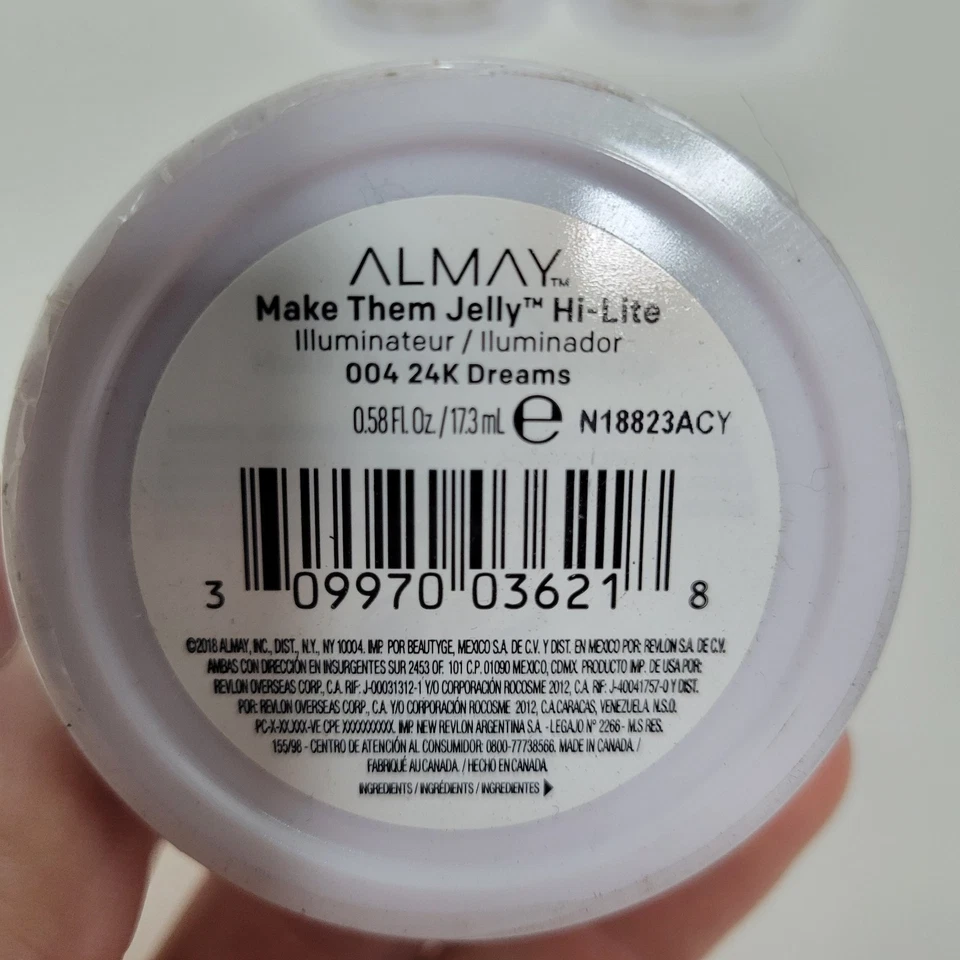 ALMAY™
Make Them Jelly™ Hi-Lite
Illuminateur / Iluminador
004 24K Dreams
0.58 Fl. Oz. / 17.3 mL ℮ N18823ACY
3 09970 03621 8
©2018 ALMAY, INC., DIST., N.Y., NY 10004. IMP. POR BEAUTYGE, MEXICO S.A. DE C.V. Y DIST. EN MEXICO POR: REVLON S.A. DE C.V.
AMBAS CON DIRECCIÓN EN INSURGENTES SUR 2453 OF. 101 C.P. 01090 MEXICO, CDMX. PRODUCTO IMP. DE USA POR:
REVLON OVERSEAS CORP., C.A. RIF: J-00031312-1 Y/O CORPORACIÓN ROCOSME 2012, C.A. RIF: J-40041757-0 Y DIST.
POR: REVLON OVERSEAS CORP., C.A. Y/O CORPORACIÓN ROCOSME 2012, C.A. CARACAS, VENEZUELA. N.S.O.
PC-X-XX,XXX-VE CPE XXXXXXXXXX. IMP. NEW REVLON ARGENTINA S.A. - LEGAJO N° 2266 - M.S RES.
155/98 - CENTRO DE ATENCIÓN AL CONSUMIDOR: 0800-77738566. MADE IN CANADA. /
FABRIQUÉ AU CANADA. / HECHO EN CANADA.
INGREDIENTS / INGRÉDIENTS / INGREDIENTES ▶